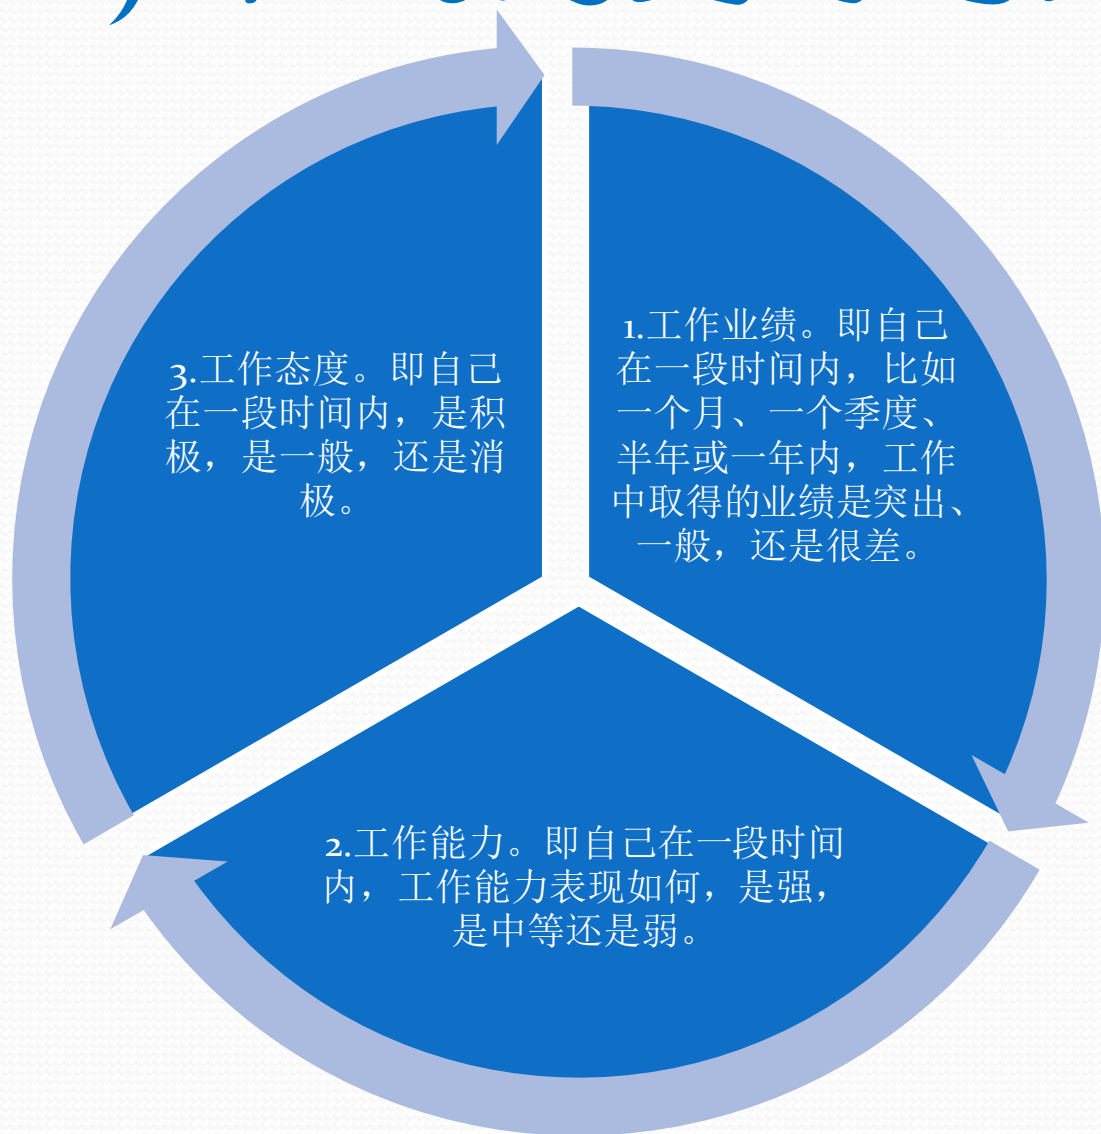 1.工作业绩。即自己
在一段时间内，比如
一个月、一个季度、
半年或一年内，工作
中取得的业绩是突出、
一般，还是很差。
2.工作能力。即自己在一段时间
内，工作能力表现如何，是强，
是中等还是弱。
3.工作态度。即自己
在一段时间内，是积
极，是一般，还是消
极。